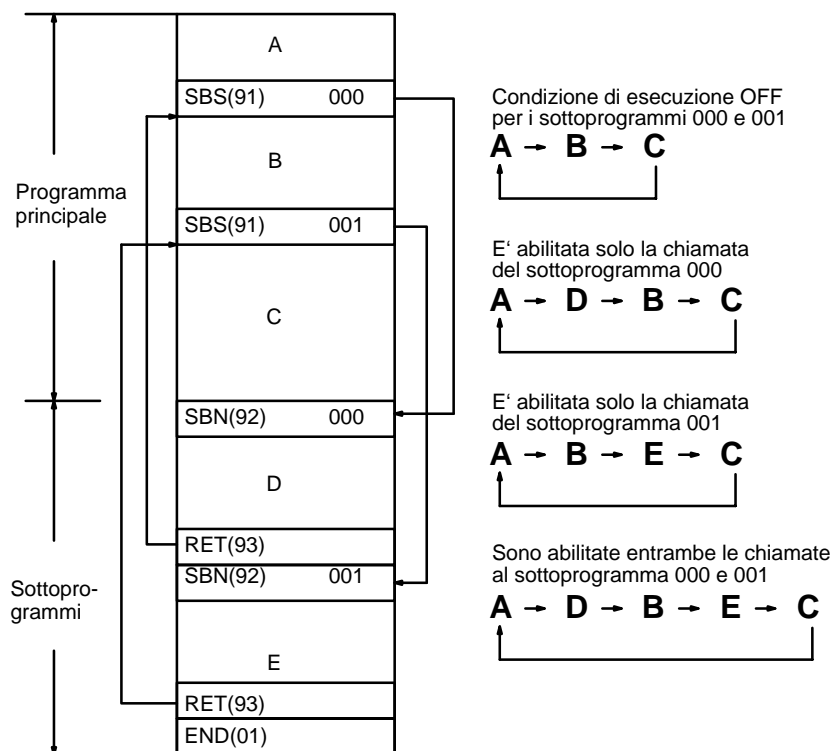 A
SBS(91) 000
B
Programma
principale
SBS(91) 001
C
SBN(92) 000
D
RET(93)
SBN(92) 001
Sottopro-
grammi
E
RET(93)
END(01)
Condizione di esecuzione OFF
per i sottoprogrammi 000 e 001
A → B → C
E‘ abilitata solo la chiamata
del sottoprogramma 000
A → D → B → C
E‘ abilitata solo la chiamata
del sottoprogramma 001
A → B → E → C
Sono abilitate entrambe le chiamate
al sottoprogramma 000 e 001
A → D → B → E → C